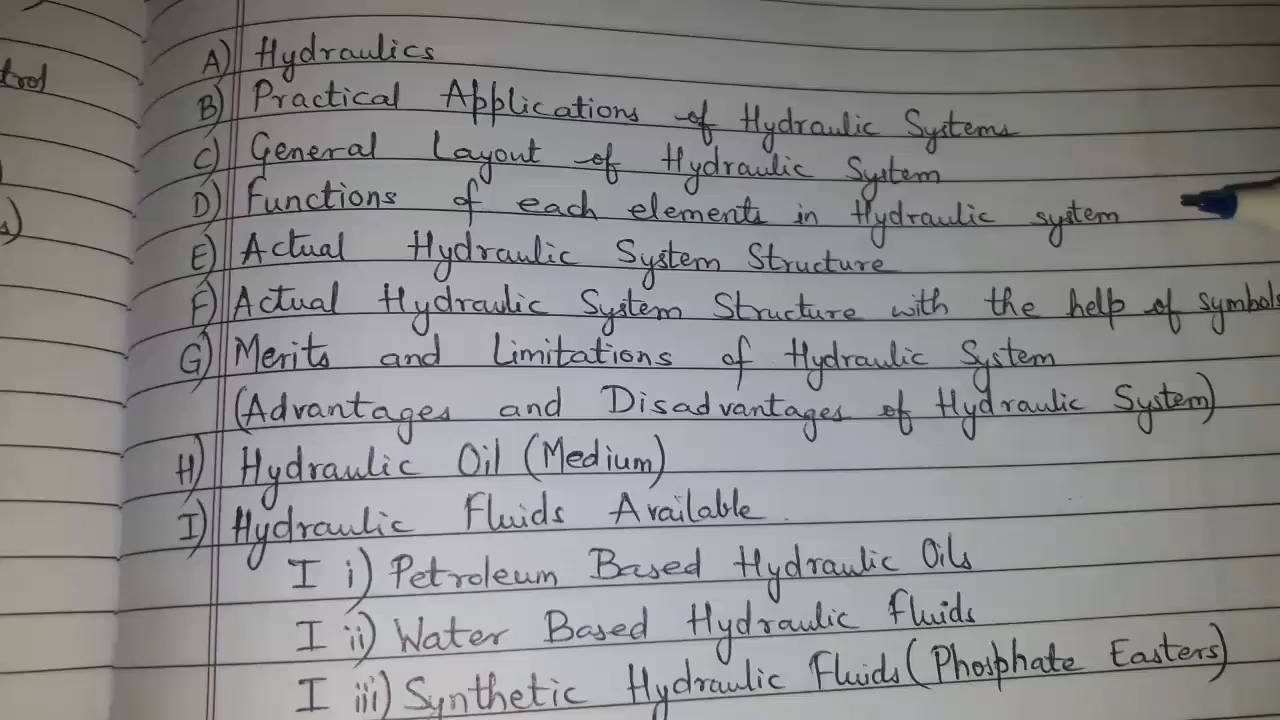 trol
s)
A) Hydraulics
B) Practical Applications of Hydraulic Systems
C) General Layout of Hydraulic System
D) Functions of each elements in Hydraulic system
E) Actual Hydraulic System Structure
F) Actual Hydraulic System Structure with the help of symbols
G) Merits and Limitations of Hydraulic System
(Advantages and Disadvantages of Hydraulic System)
H) Hydraulic Oil (Medium)
I) Hydraulic Fluids Available.
I i) Petroleum Based Hydraulic Oils
I ii) Water Based Hydraulic Fluids
I iii) Synthetic Hydraulic Fluids (Phosphate Easters)